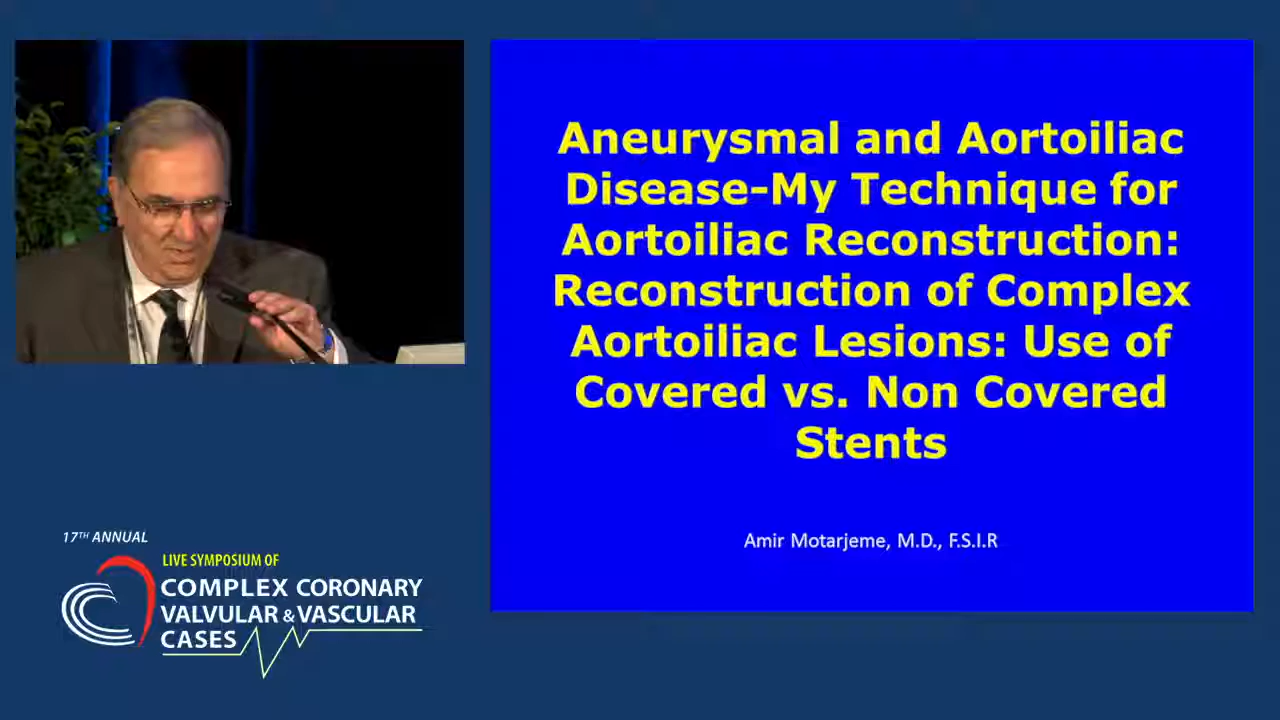 Aneurysmal and Aortoiliac
Disease-My Technique for
Aortoiliac Reconstruction:
Reconstruction of Complex
Aortoiliac Lesions: Use of
Covered vs. Non Covered
Stents
Amir Motarjeme, M.D., F.S.I.R
17TH ANNUAL
LIVE SYMPOSIUM OF
COMPLEX CORONARY
VALVULAR & VASCULAR
CASES